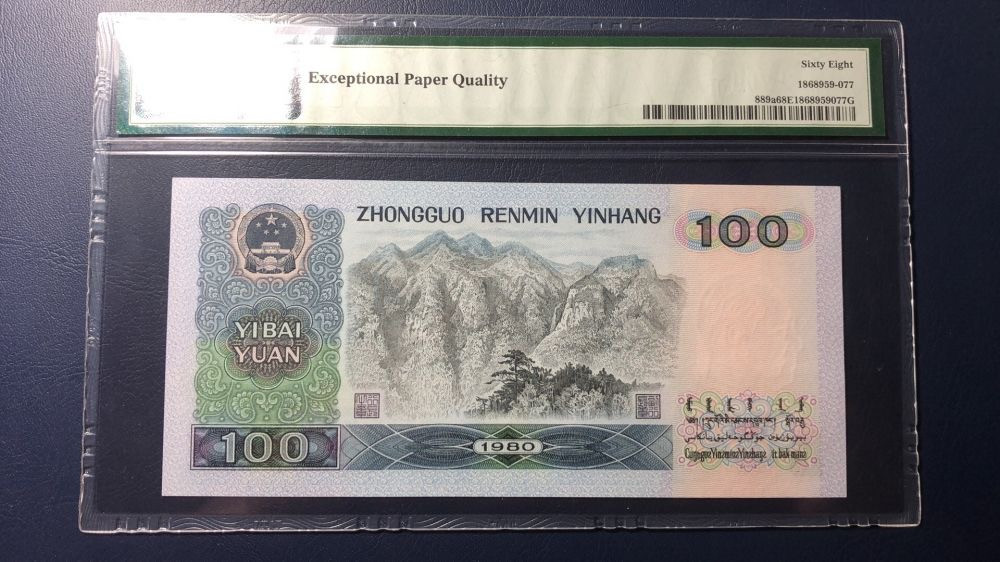 Exceptional Paper Quality
Sixty Eight
1868959-077
889a68E1868959077G
ZHONGGUO RENMIN YINHANG
100
YIBAI
YUAN
100
1980